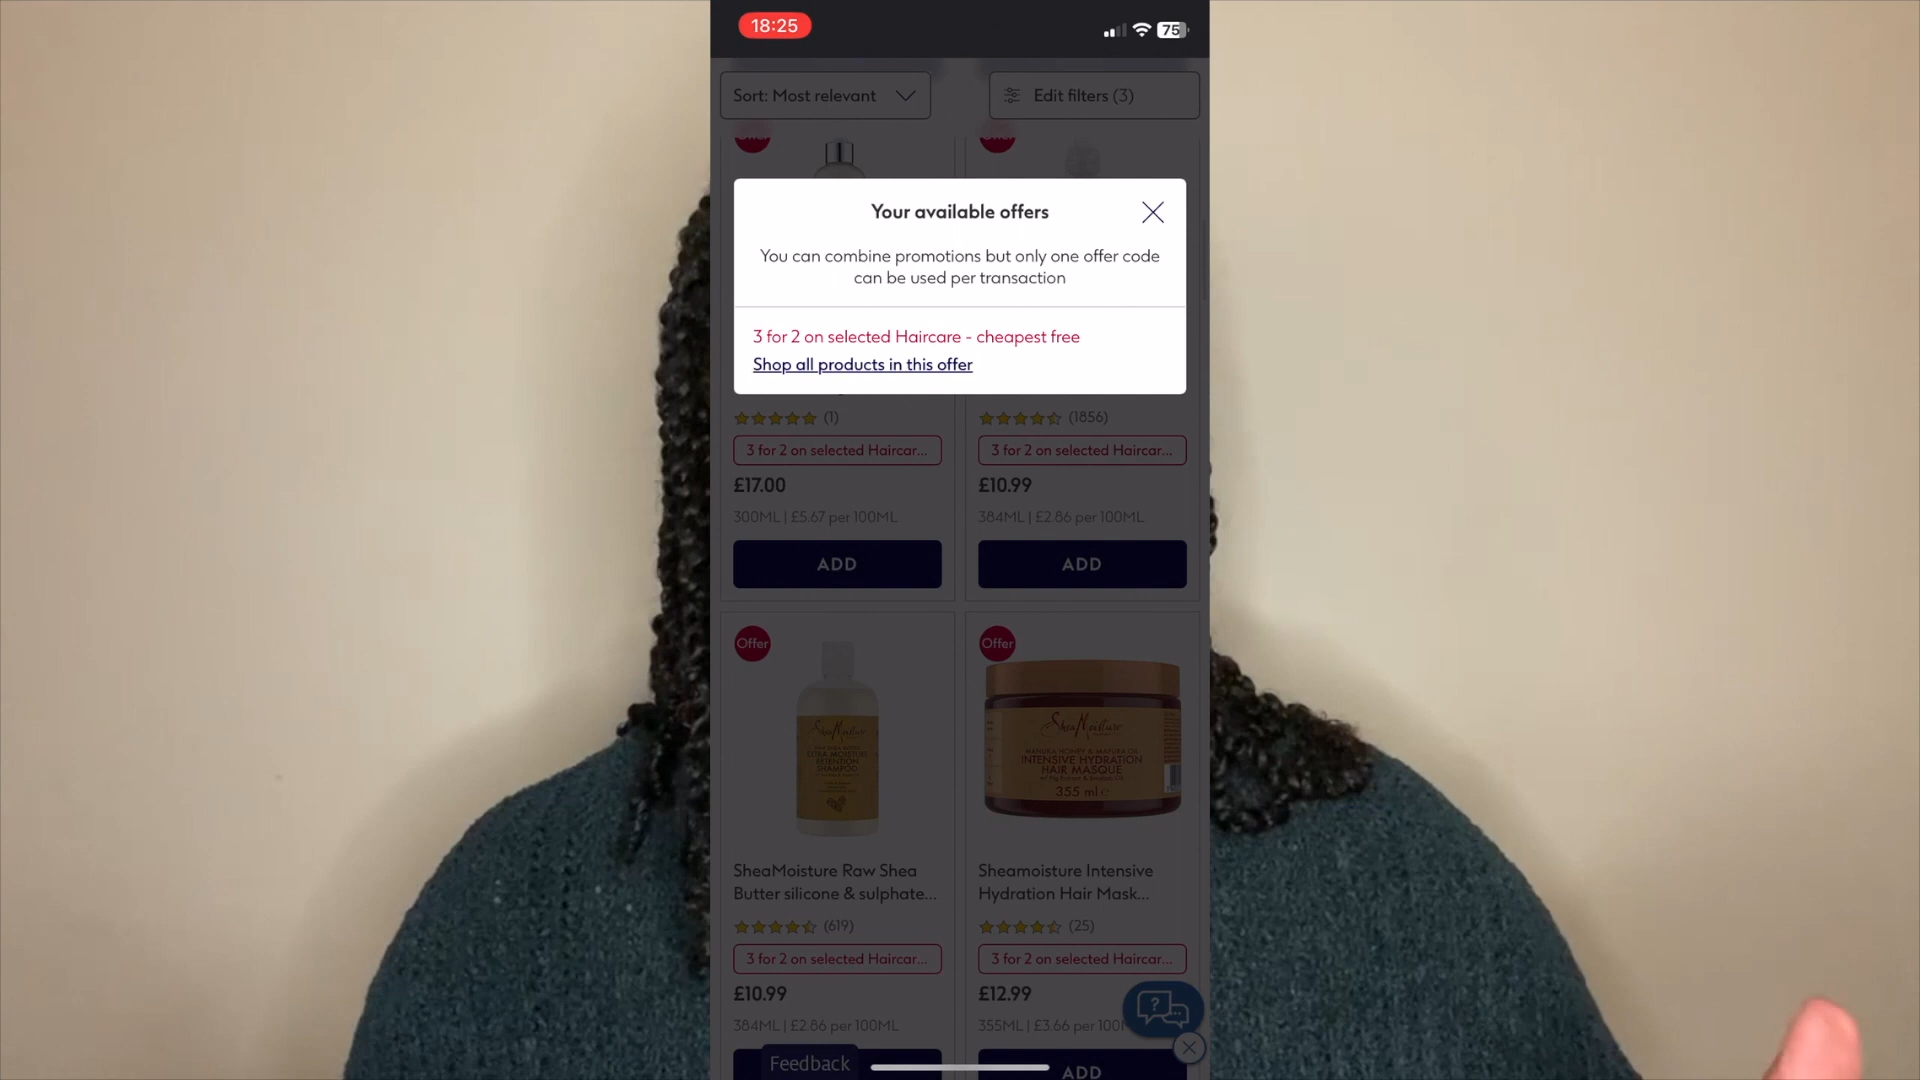 18:25
75
Sort: Most relevant
Edit filters (3)
Your available offers
You can combine promotions but only one offer code
can be used per transaction
3 for 2 on selected Haircare - cheapest free
Shop all products in this offer
(1)
(1856)
3 for 2 on selected Haircar...
3 for 2 on selected Haircar...
£17.00
£10.99
300ML | £5.67 per 100ML
384ML | £2.86 per 100ML
ADD
ADD
Offer
Offer
SheaMoisture
EXTRA MOISTURE
RETENTION
SHAMPOO
SheaMoisture
MANUKA HONEY & MAFURA OIL
INTENSIVE HYDRATION
HAIR MASQUE
355 ml e
SheaMoisture Raw Shea
Butter silicone & sulphate...
Sheamoisture Intensive
Hydration Hair Mask...
(619)
(25)
3 for 2 on selected Haircar...
3 for 2 on selected Haircar...
£10.99
£12.99
384ML | £2.86 per 100ML
355ML | £3.66 per
Feedback
ADD